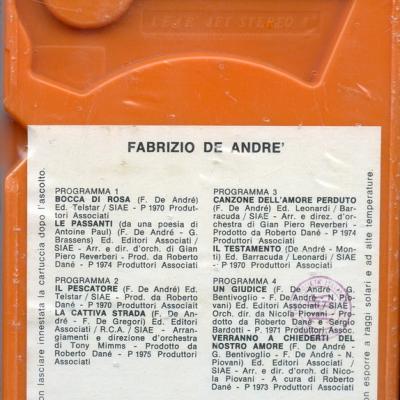 LEAR JET STEREO 8
FABRIZIO DE ANDRE'
PROGRAMMA 1
BOCCA DI ROSA (F. De André)
Ed. Telstar / SIAE - P 1970 Produt-
tori Associati
LE PASSANTI (da una poesia di
Antoine Paul) (F. De André - G.
Brassens) Ed. Editori Associati /
SIAE - Arr. e dir. d'orch. di Gian
Piero Reverberi - Prod. da Roberto
Dané - P 1974 Produttori Associati
PROGRAMMA 2
IL PESCATORE (F. De André) Ed.
Telstar / SIAE - Prod. da Roberto
Dané - P 1970 Produttori Associati
LA CATTIVA STRADA (F. De André
- F. De Gregori) Ed. Editori
Associati / R.C.A. / SIAE - Arran-
giamenti e direzione d'orchestra
di Tony Mimms - Prodotto da
Roberto Dané - P 1975 Produttori
Associati
PROGRAMMA 3
CANZONE DELL'AMORE PERDUTO
(F. De André) Ed. Leonardi / Bar-
racuda / SIAE - Arr. e direz. d'or-
chestra di Gian Piero Reverberi -
Prodotto da Roberto Dané - P 1974
Produttori Associati
IL TESTAMENTO (De André - Mon-
ti) Ed. Barracuda / Leonardi / SIAE
- P 1970 Produttori Associati
PROGRAMMA 4
UN GIUDICE (F. De André - G.
Bentivoglio - F. De André - N. Pio-
vani) Ed. Editori Associati / SIAE
Orch. dir. da Nicola Piovani - Pro-
dotto da Roberto Dané e Sergio
Bardotti - P. 1971 Produttori Assoc.
VERRANNO A CHIEDERTI DEL
NOSTRO AMORE (F. De André -
G. Bentivoglio - F. De André - N.
Piovani) Ed. Editori Associati /
SIAE - Arr. e dir. d'orch. di Nico-
la Piovani - A cura di Roberto
Dané - P 1973 Produttori Associati
on lasciare innestata la cartuccia dopo l'ascolto.
on esporre a raggi solari e ad alte temperature.